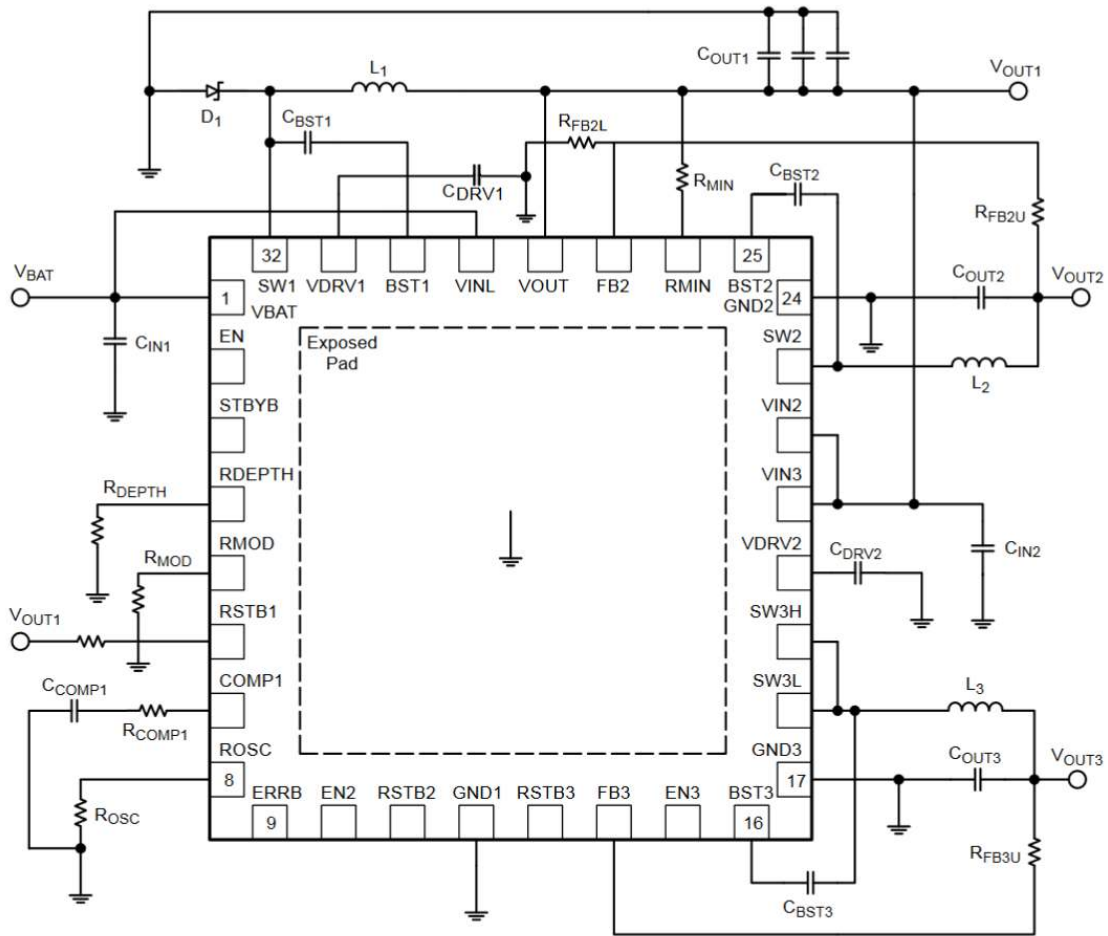 COUT1
L1
VOUT1
D1
CBST1
RFB2L
CDRV1
RMIN
CBST2
RFB2U
32
25
SW1 VDRV1 BST1 VINL VOUT FB2 RMIN BST2
VBAT
1
VBAT
GND2
24
COUT2
VOUT2
CIN1
EN
Exposed
Pad
SW2
L2
STBYB
VIN2
RDEPTH
RDEPTH
VIN3
RMOD
RMOD
VDRV2
CDRV2
CIN2
VOUT1
RSTB1
SW3H
CCOMP1
COMP1
RCOMP1
SW3L
L3
ROSC
8
ROSC
GND3
17
COUT3
VOUT3
ERRB EN2 RSTB2 GND1 RSTB3 FB3 EN3 BST3
9
16
RFB3U
CBST3